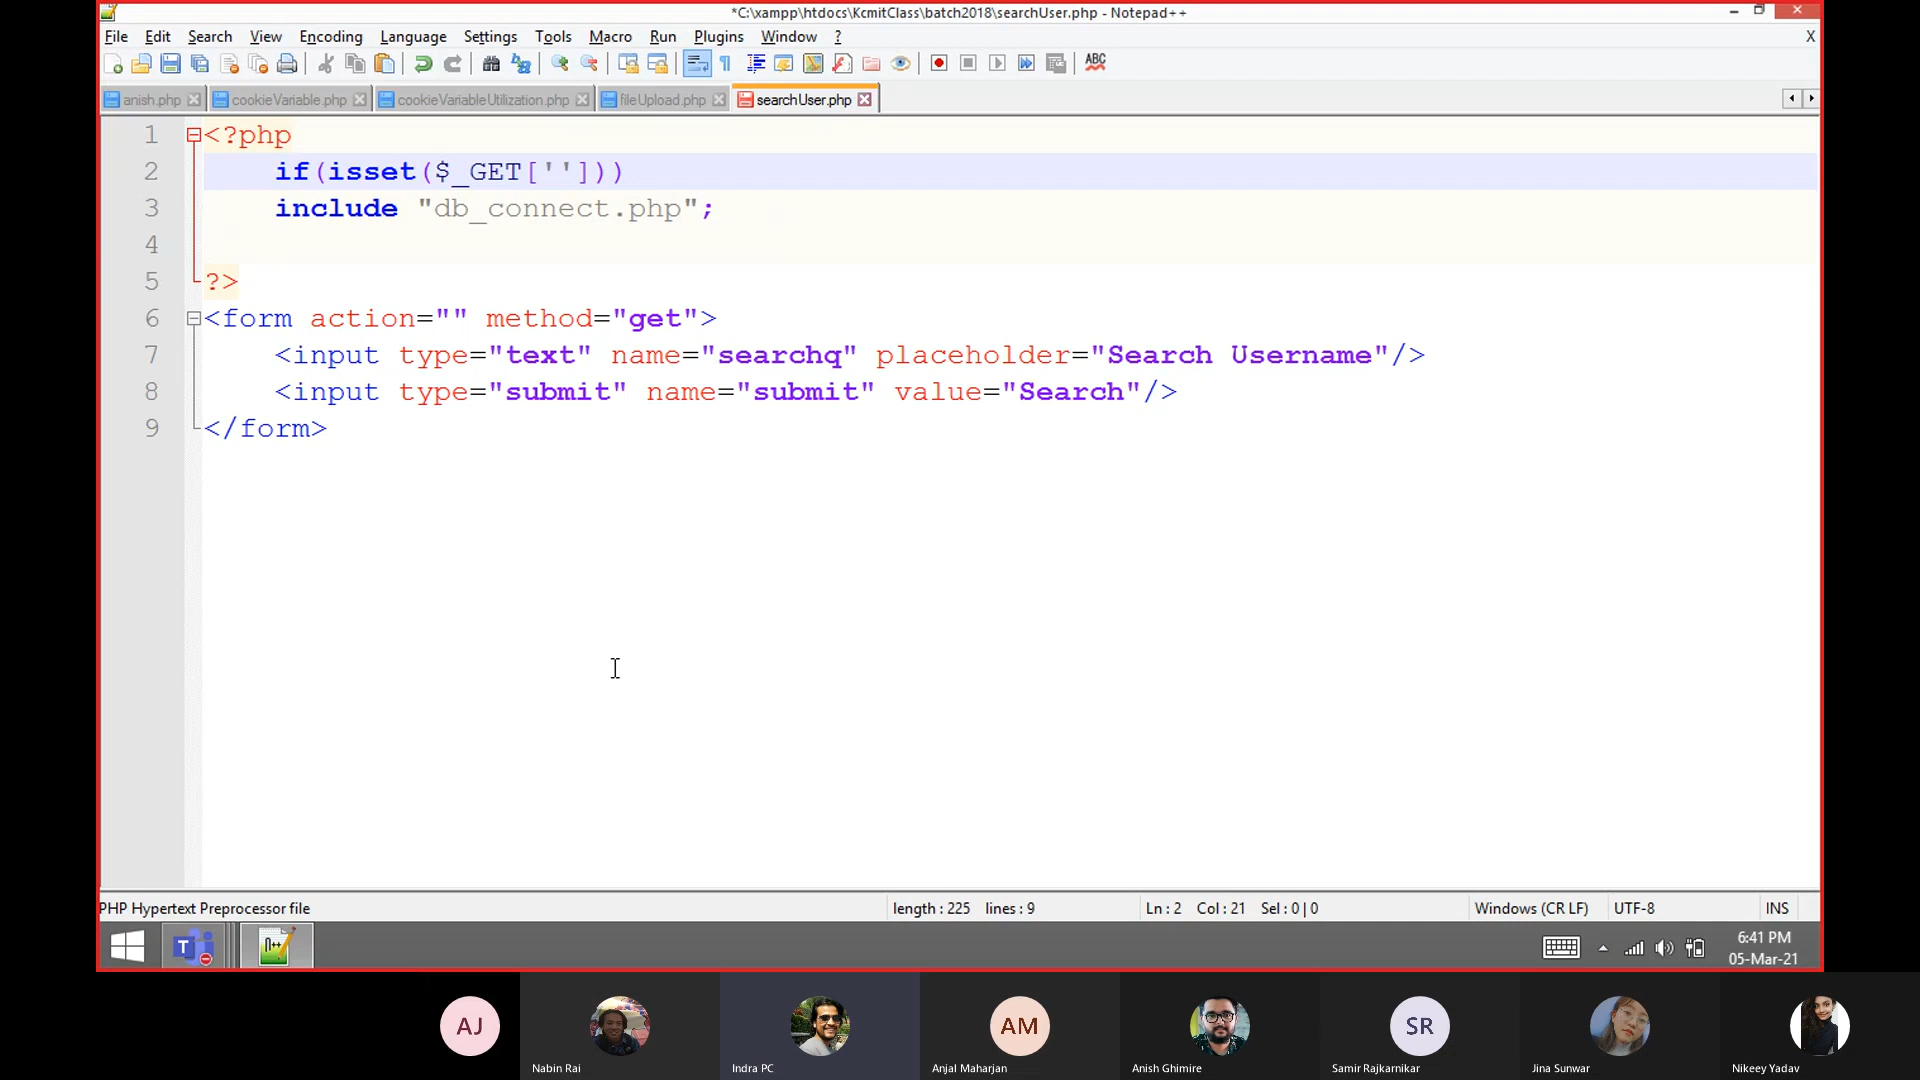 *C:\xampp\htdocs\KcmitClass\batch2018\searchUser.php - Notepad++
File Edit Search View Encoding Language Settings Tools Macro Run Plugins Window ? X
ABC
anish.php cookieVariable.php cookieVariableUtilization.php fileUpload.php searchUser.php
1 <?php
2 if(isset($_GET['']))
3 include "db_connect.php";
4
5 ?>
6 <form action="" method="get">
7 <input type="text" name="searchq" placeholder="Search Username"/>
8 <input type="submit" name="submit" value="Search"/>
9 </form>
PHP Hypertext Preprocessor file length : 225 lines : 9 Ln : 2 Col : 21 Sel : 0 | 0 Windows (CR LF) UTF-8 INS
6:41 PM
05-Mar-21
AJ AM SR
Nabin Rai Indra PC Anjal Maharjan Anish Ghimire Samir Rajkarnikar Jina Sunwar Nikeey Yadav